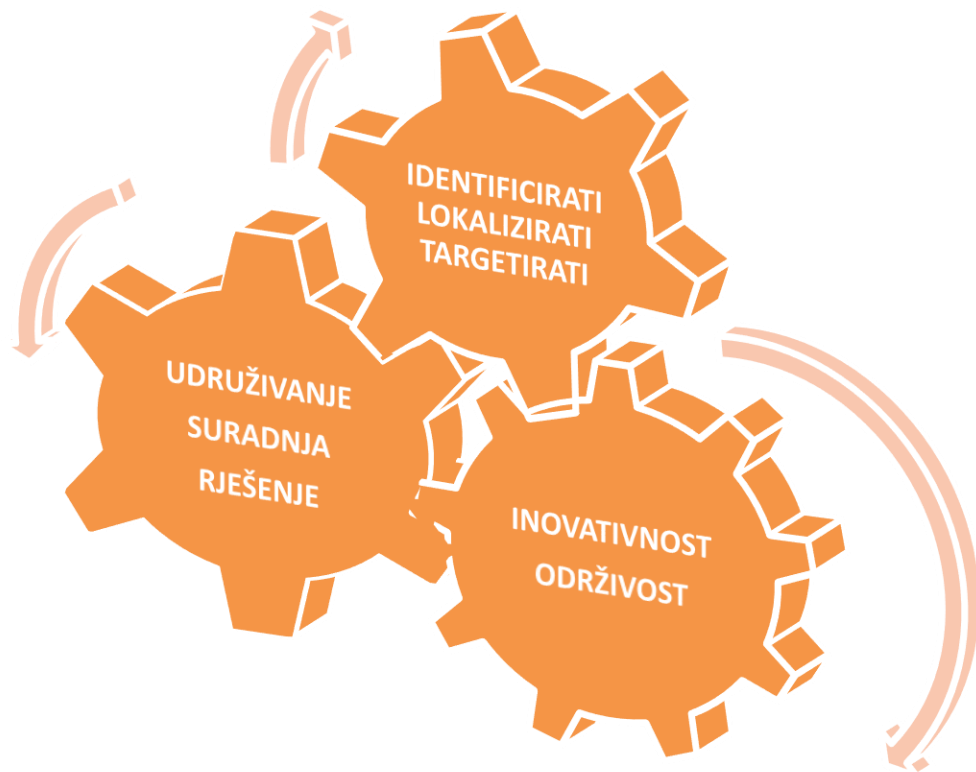 IDENTIFICIRATI
LOKALIZIRATI
TARGETIRATI
UDRUŽIVANJE
SURADNJA
RJEŠENJE
INOVATIVNOST
ODRŽIVOST